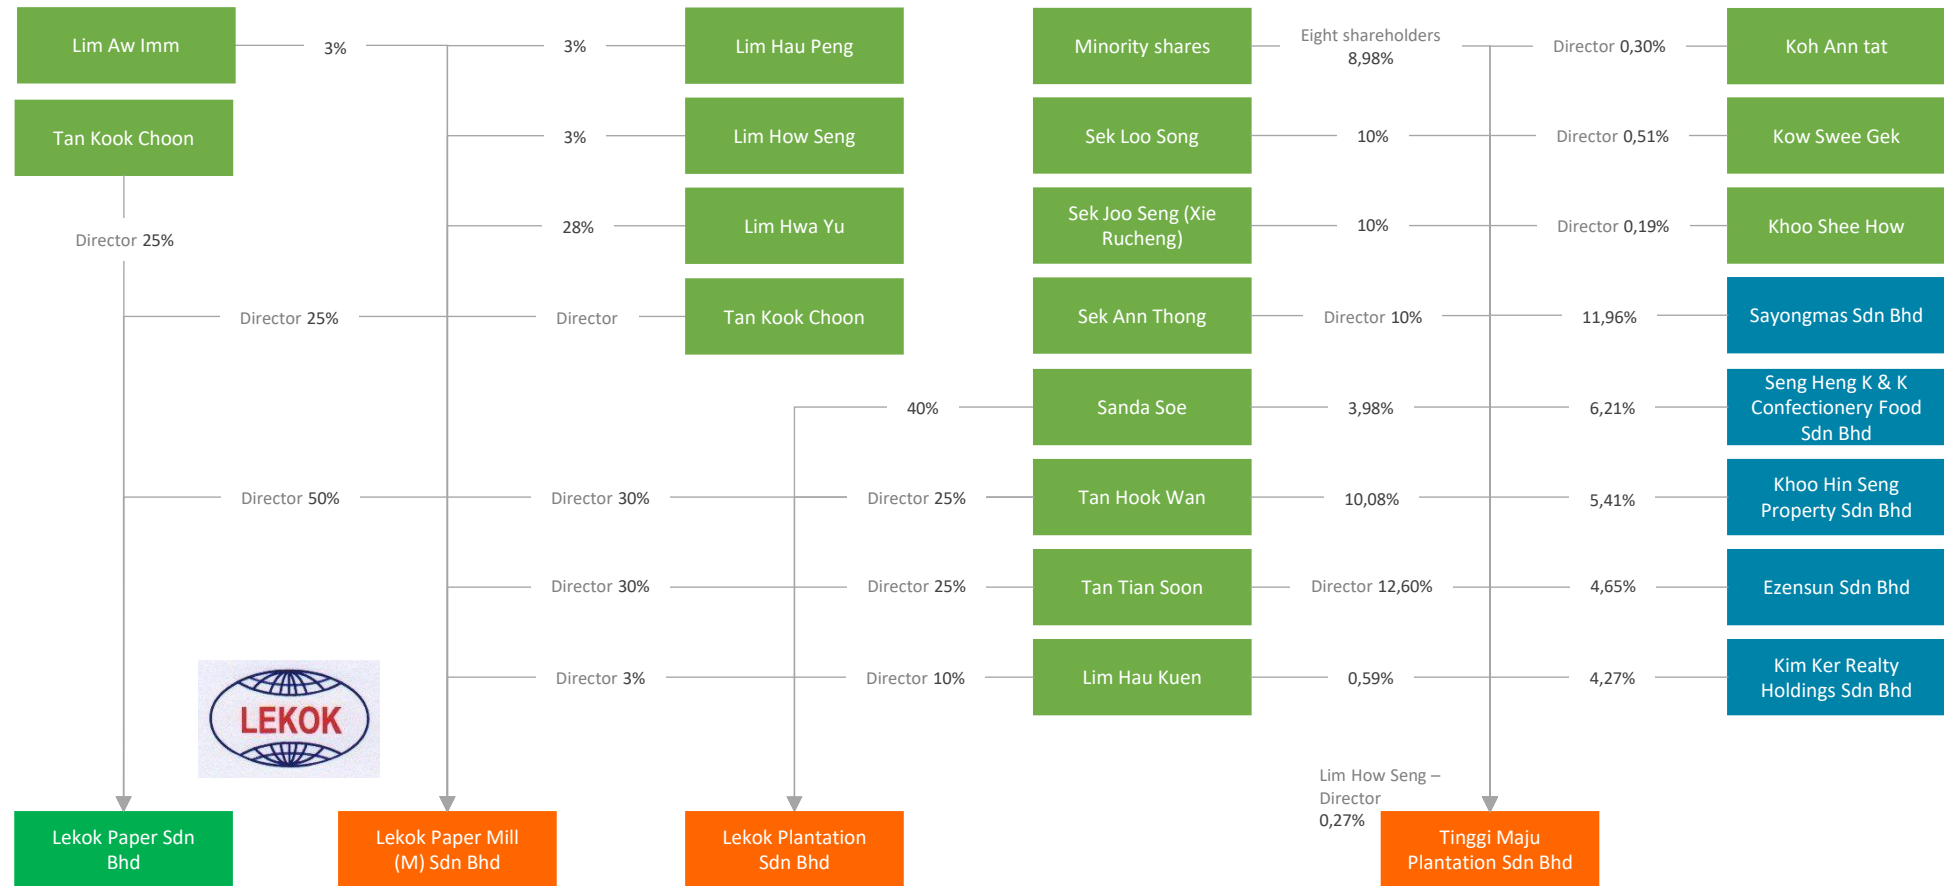 Lim Aw Imm
3%
3%
Lim Hau Peng
Minority shares
Eight shareholders
8,98%
Director 0,30%
Koh Ann tat
Tan Kook Choon
3%
Lim How Seng
Sek Loo Song
10%
Director 0,51%
Kow Swee Gek
Director 25%
28%
Lim Hwa Yu
Sek Joo Seng (Xie
Rucheng)
10%
Director 0,19%
Khoo Shee How
Director 25%
Director
Tan Kook Choon
Sek Ann Thong
Director 10%
11,96%
Sayongmas Sdn Bhd
40%
Sanda Soe
3,98%
6,21%
Seng Heng K & K
Confectionery Food
Sdn Bhd
Director 50%
Director 30%
Director 25%
Tan Hook Wan
10,08%
5,41%
Khoo Hin Seng
Property Sdn Bhd
Director 30%
Director 25%
Tan Tian Soon
Director 12,60%
4,65%
Ezensun Sdn Bhd
LEKOK
Director 3%
Director 10%
Lim Hau Kuen
0,59%
4,27%
Kim Ker Realty
Holdings Sdn Bhd
Lim How Seng –
Director
0,27%
Lekok Paper Sdn
Bhd
Lekok Paper Mill
(M) Sdn Bhd
Lekok Plantation
Sdn Bhd
Tinggi Maju
Plantation Sdn Bhd